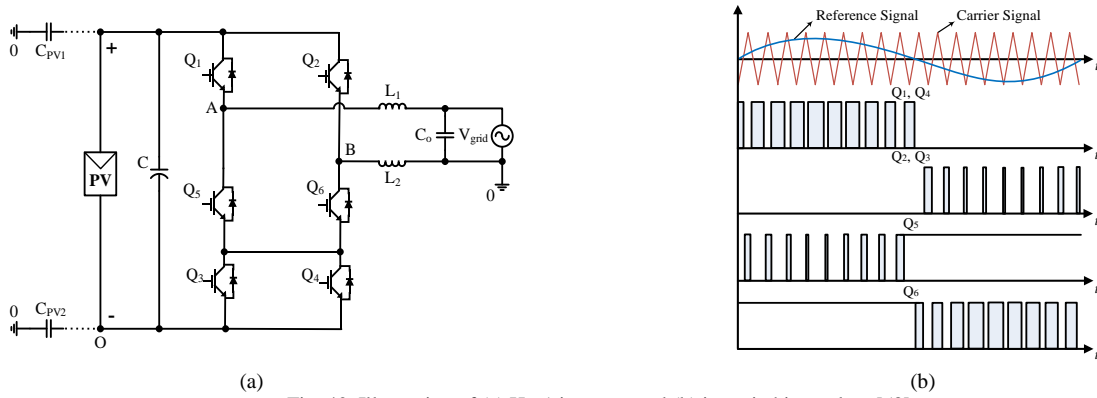 0
C_PV1
+
Q1
Q2
A
L1
Co
Vgrid
B
L2
0
C
PV
Q5
Q6
Q3
Q4
0
C_PV2
-
O
(a)
Reference Signal
Carrier Signal
t
Q1, Q4
t
Q2, Q3
t
Q5
t
Q6
t
(b)